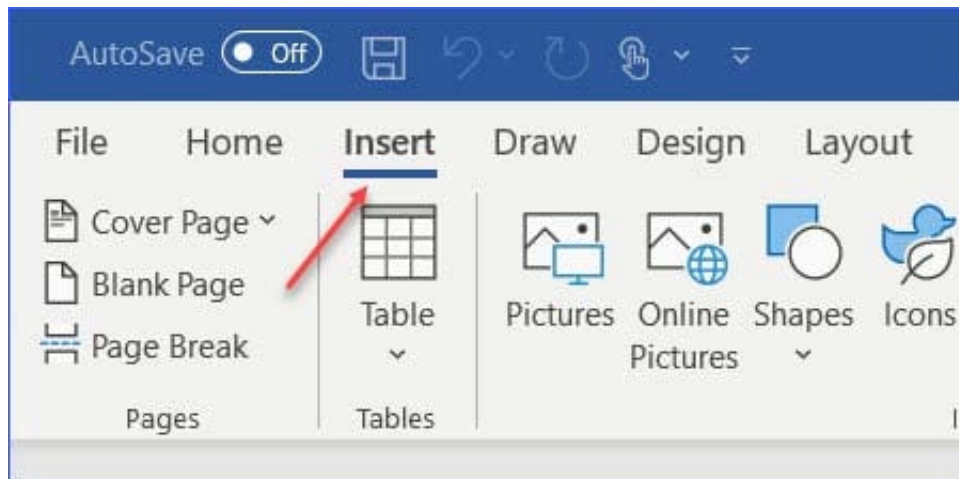 AutoSave Off
File Home Insert Draw Design Layout
Cover Page
Blank Page
Page Break
Pages
Table
Tables
Pictures
Online
Pictures
Shapes
Icons